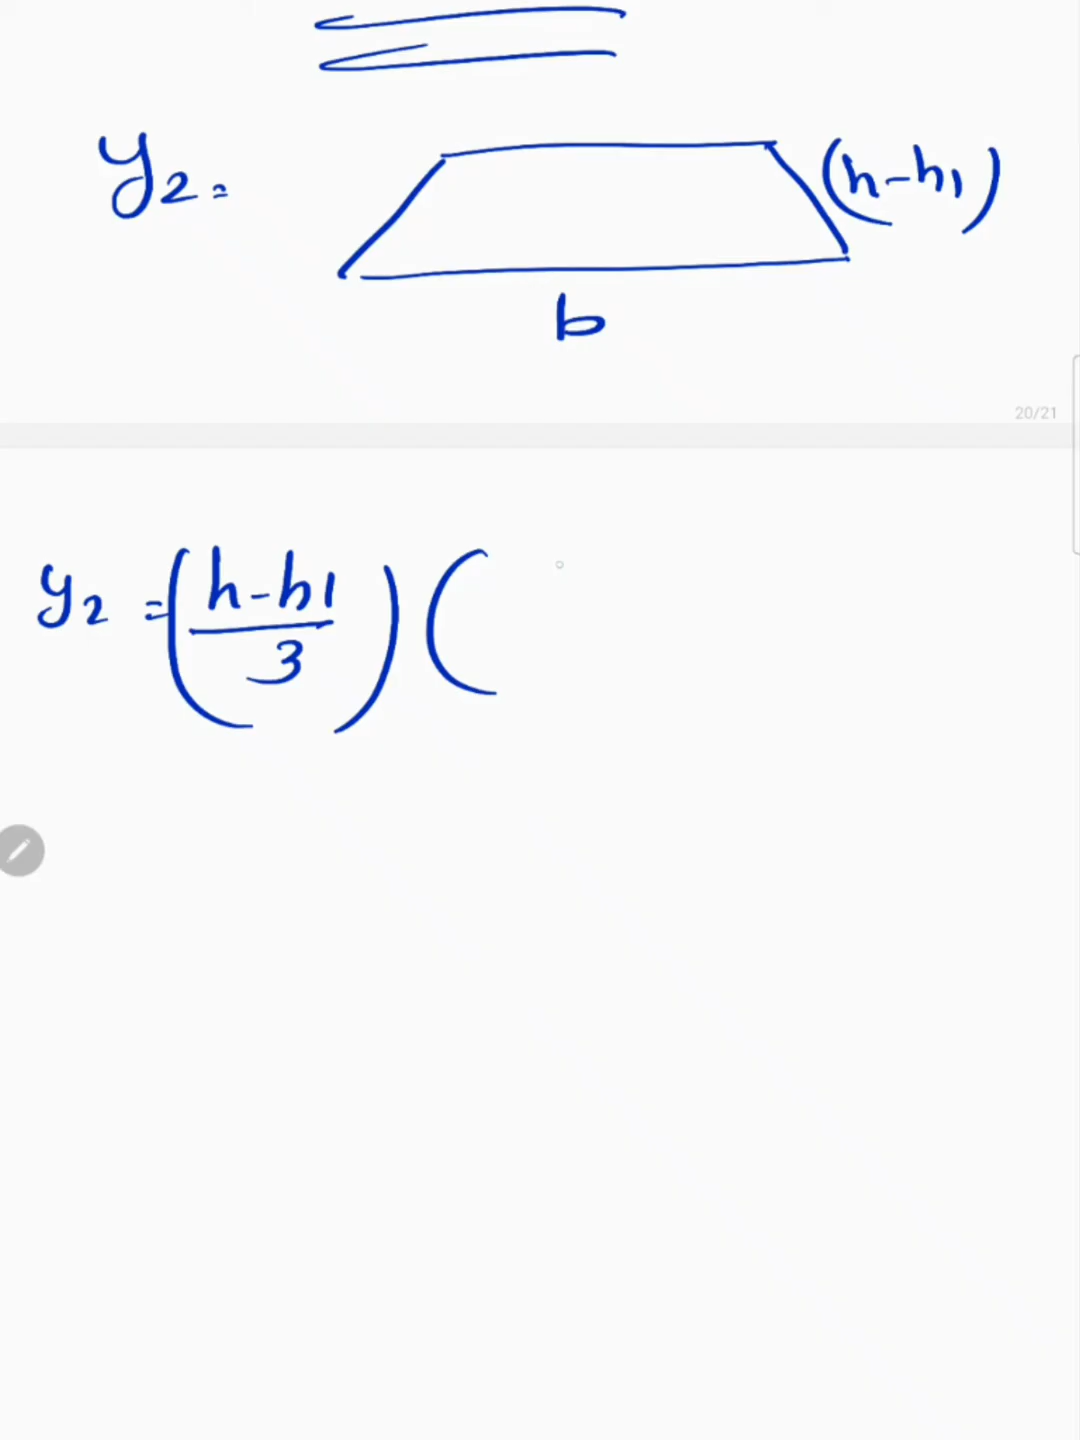 y2 = (h-h1)
b
20/21
y2 = (h-h1/3) (